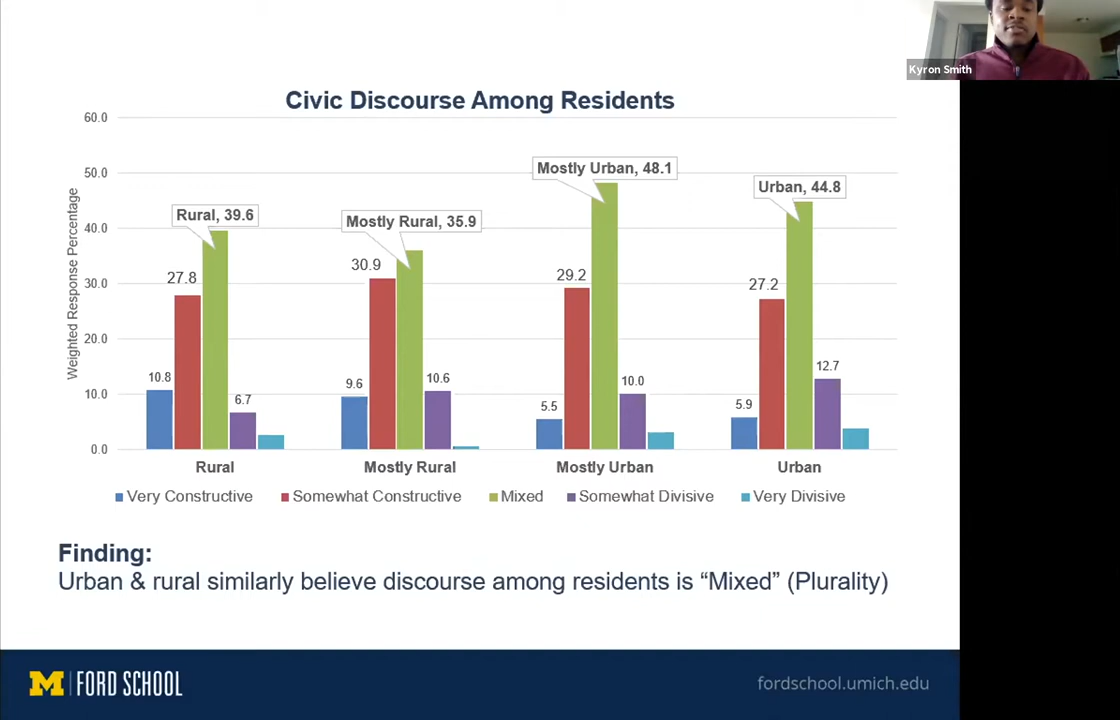 Kyron Smith
Civic Discourse Among Residents
Weighted Response Percentage
60.0
50.0
40.0
30.0
20.0
10.0
0.0
Rural, 39.6
Mostly Rural, 35.9
Mostly Urban, 48.1
Urban, 44.8
10.8
27.8
6.7
9.6
30.9
10.6
5.5
29.2
10.0
5.9
27.2
12.7
Rural
Mostly Rural
Mostly Urban
Urban
Very Constructive
Somewhat Constructive
Mixed
Somewhat Divisive
Very Divisive
Finding:
Urban & rural similarly believe discourse among residents is “Mixed” (Plurality)
M FORD SCHOOL
fordschool.umich.edu